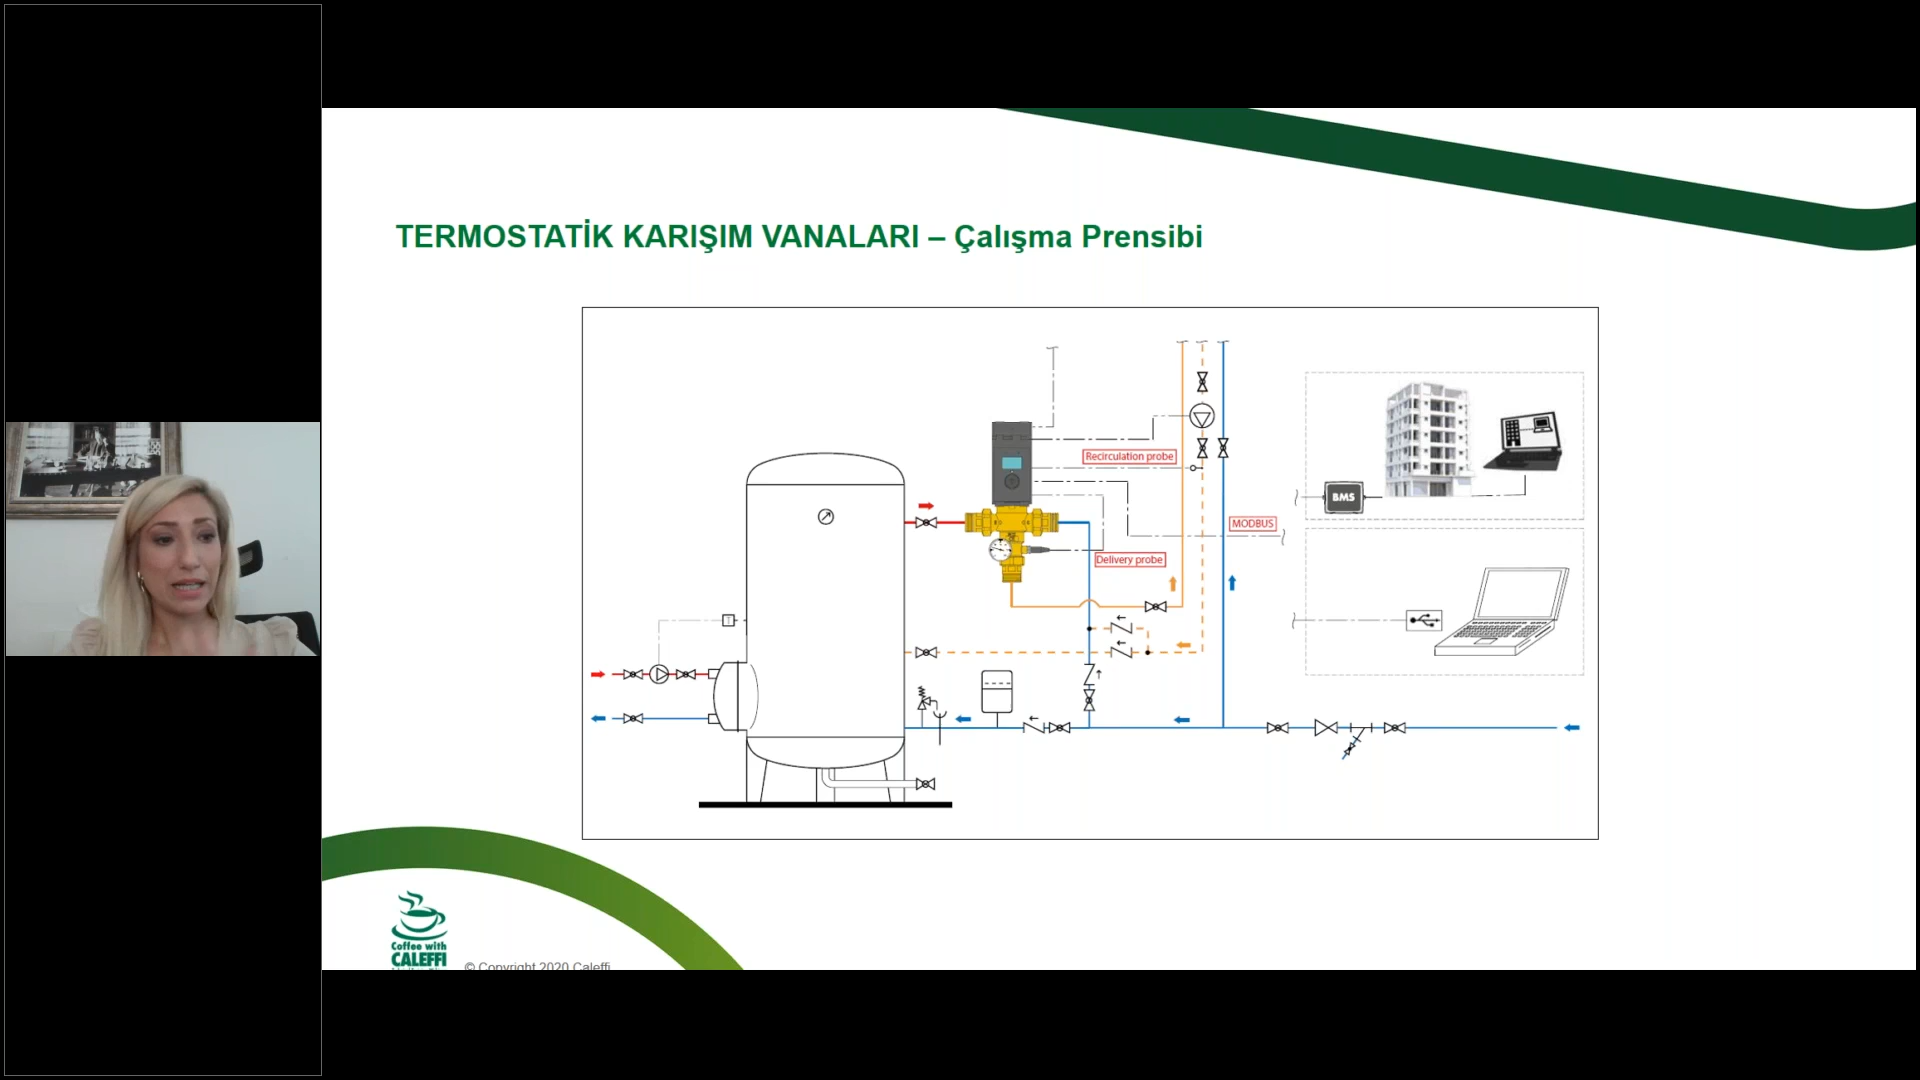 TERMOSTATİK KARIŞIM VANALARI – Çalışma Prensibi
Recirculation probe
BMS
MODBUS
Delivery probe
Coffee with
CALEFFI
© Copyright 2020 Caleffi